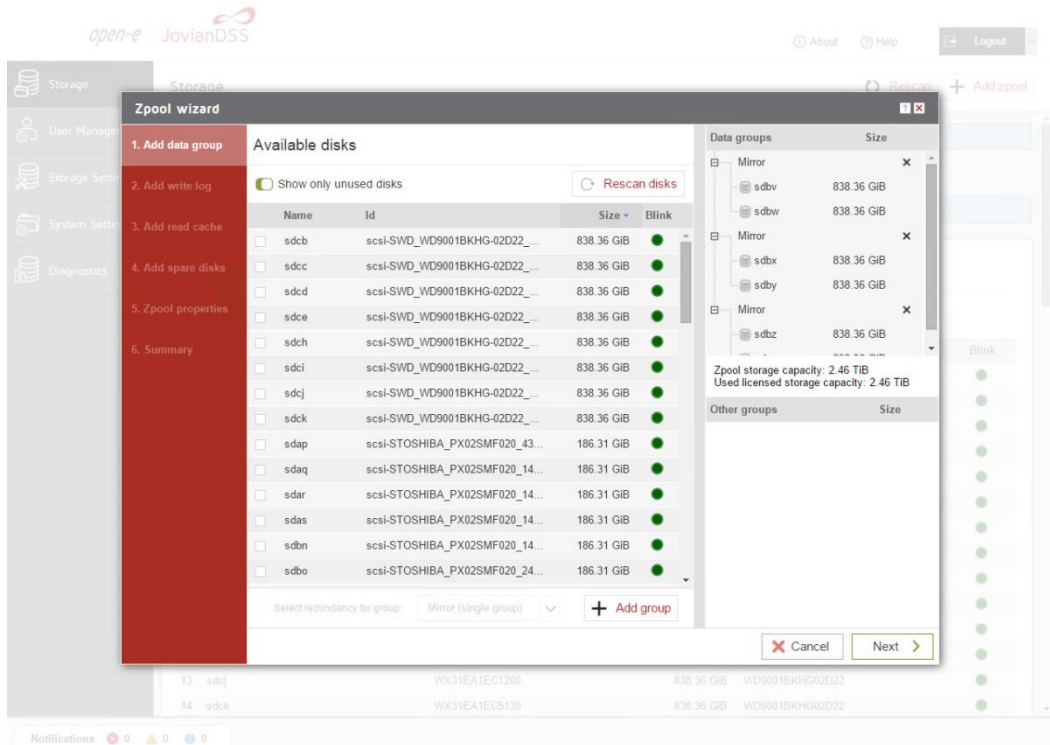 open-e JovianDSS
About Help Logout
Storage
User Manage
Storage Settin
System Settin
Diagnostics
Storage
Rescan + Add zpool
Zpool wizard
1. Add data group
2. Add write log
3. Add read cache
4. Add spare disks
5. Zpool properties
6. Summary
Available disks
Show only unused disks Rescan disks
Name Id Size Blink
sdcb scsi-SWD_WD9001BKHG-02D22_... 838.36 GiB
sdcc scsi-SWD_WD9001BKHG-02D22_... 838.36 GiB
sdcd scsi-SWD_WD9001BKHG-02D22_... 838.36 GiB
sdce scsi-SWD_WD9001BKHG-02D22_... 838.36 GiB
sdch scsi-SWD_WD9001BKHG-02D22_... 838.36 GiB
sdci scsi-SWD_WD9001BKHG-02D22_... 838.36 GiB
sdcj scsi-SWD_WD9001BKHG-02D22_... 838.36 GiB
sdck scsi-SWD_WD9001BKHG-02D22_... 838.36 GiB
sdap scsi-STOSHIBA_PX02SMF020_43... 186.31 GiB
sdaq scsi-STOSHIBA_PX02SMF020_14... 186.31 GiB
sdar scsi-STOSHIBA_PX02SMF020_14... 186.31 GiB
sdas scsi-STOSHIBA_PX02SMF020_14... 186.31 GiB
sdbn scsi-STOSHIBA_PX02SMF020_14... 186.31 GiB
sdbo scsi-STOSHIBA_PX02SMF020_24... 186.31 GiB
Select redundancy for group: Mirror (single group) + Add group
Data groups Size
Mirror
sdbv 838.36 GiB
sdbw 838.36 GiB
Mirror
sdbx 838.36 GiB
sdby 838.36 GiB
Mirror
sdbz 838.36 GiB
Zpool storage capacity: 2.46 TiB
Used licensed storage capacity: 2.46 TiB
Other groups Size
Cancel Next
Blink
13 sdcj WX31EA1EC1200 838.36 GiB WD9001BKHG02D22
14 sdck WX31EA1EC5130 838.36 GiB WD9001BKHG02D22
Notifications 0 0 0